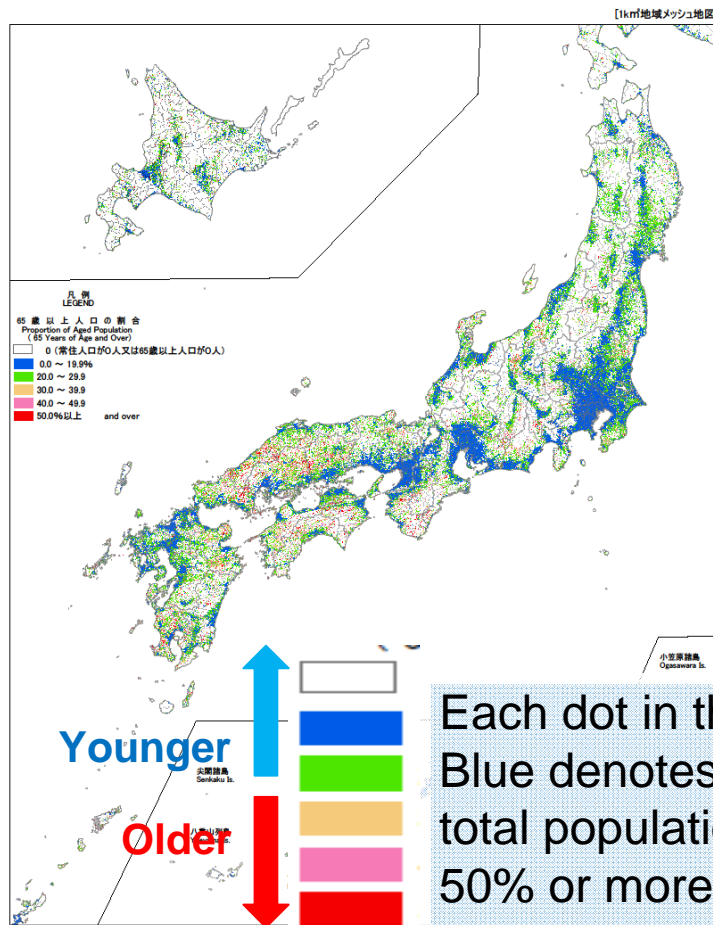 [1km²地域メッシュ地図
凡 例
LEGEND
65 歳 以 上 人 口 の 割 合
Proportion of Aged Population
( 65 Years of Age and Over)
0 (常住人口が0人又は65歳以上人口が0人)
0.0 ～ 19.9%
20.0 ～ 29.9
30.0 ～ 39.9
40.0 ～ 49.9
50.0%以上 and over
小笠原諸島
Ogasawara Is.
Younger
尖閣諸島
Senkaku Is.
Older
Each dot in th
Blue denotes
total populatio
50% or more